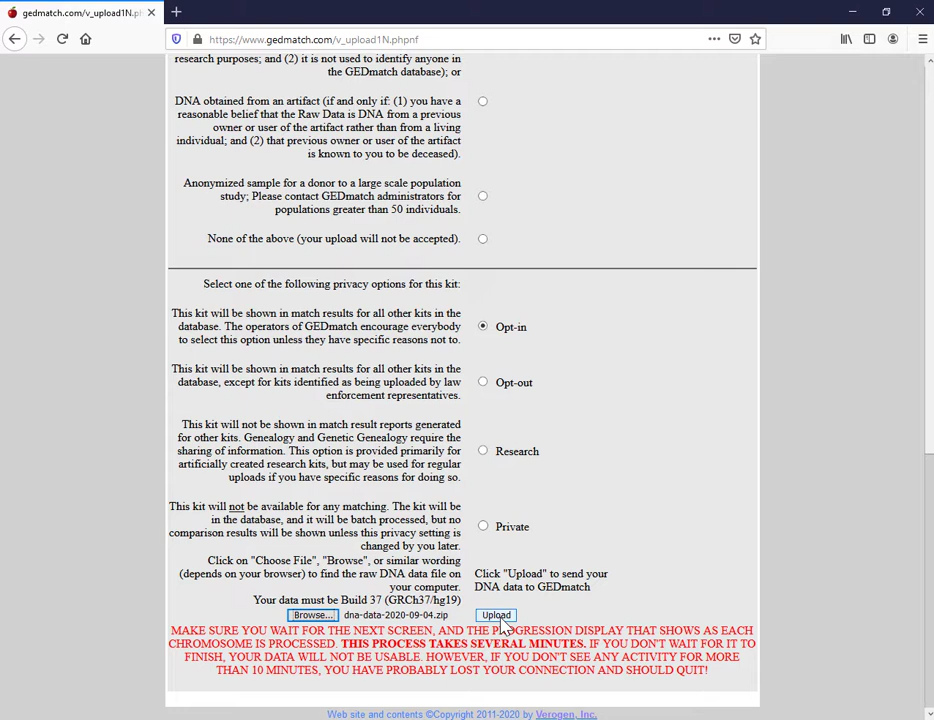 gedmatch.com/v_upload1N.ph
https://www.gedmatch.com/v_upload1N.phpnf
research purposes; and (2) it is not used to identify anyone in
the GEDmatch database); or
DNA obtained from an artifact (if and only if: (1) you have a
reasonable belief that the Raw Data is DNA from a previous
owner or user of the artifact rather than from a living
individual; and (2) that previous owner or user of the artifact
is known to you to be deceased).
Anonymized sample for a donor to a large scale population
study; Please contact GEDmatch administrators for
populations greater than 50 individuals.
None of the above (your upload will not be accepted).
Select one of the following privacy options for this kit:
This kit will be shown in match results for all other kits in the
database. The operators of GEDmatch encourage everybody
to select this option unless they have specific reasons not to.
Opt-in
This kit will be shown in match results for all other kits in the
database, except for kits identified as being uploaded by law
enforcement representatives.
Opt-out
This kit will not be shown in match result reports generated
for other kits. Genealogy and Genetic Genealogy require the
sharing of information. This option is provided primarily for
artificially created research kits, but may be used for regular
uploads if you have specific reasons for doing so.
Research
This kit will not be available for any matching. The kit will be
in the database, and it will be batch processed, but no
comparison results will be shown unless this privacy setting is
changed by you later.
Private
Click on "Choose File", "Browse", or similar wording
(depends on your browser) to find the raw DNA data file on
your computer.
Your data must be Build 37 (GRCh37/hg19)
Click "Upload" to send your
DNA data to GEDmatch
Browse... dna-data-2020-09-04.zip Upload
MAKE SURE YOU WAIT FOR THE NEXT SCREEN, AND THE PROGRESSION DISPLAY THAT SHOWS AS EACH
CHROMOSOME IS PROCESSED. THIS PROCESS TAKES SEVERAL MINUTES. IF YOU DON'T WAIT FOR IT TO
FINISH, YOUR DATA WILL NOT BE USABLE. HOWEVER, IF YOU DON'T SEE ANY ACTIVITY FOR MORE
THAN 10 MINUTES, YOU HAVE PROBABLY LOST YOUR CONNECTION AND SHOULD QUIT!
Web site and contents ©Copyright 2011-2020 by Verogen, Inc.